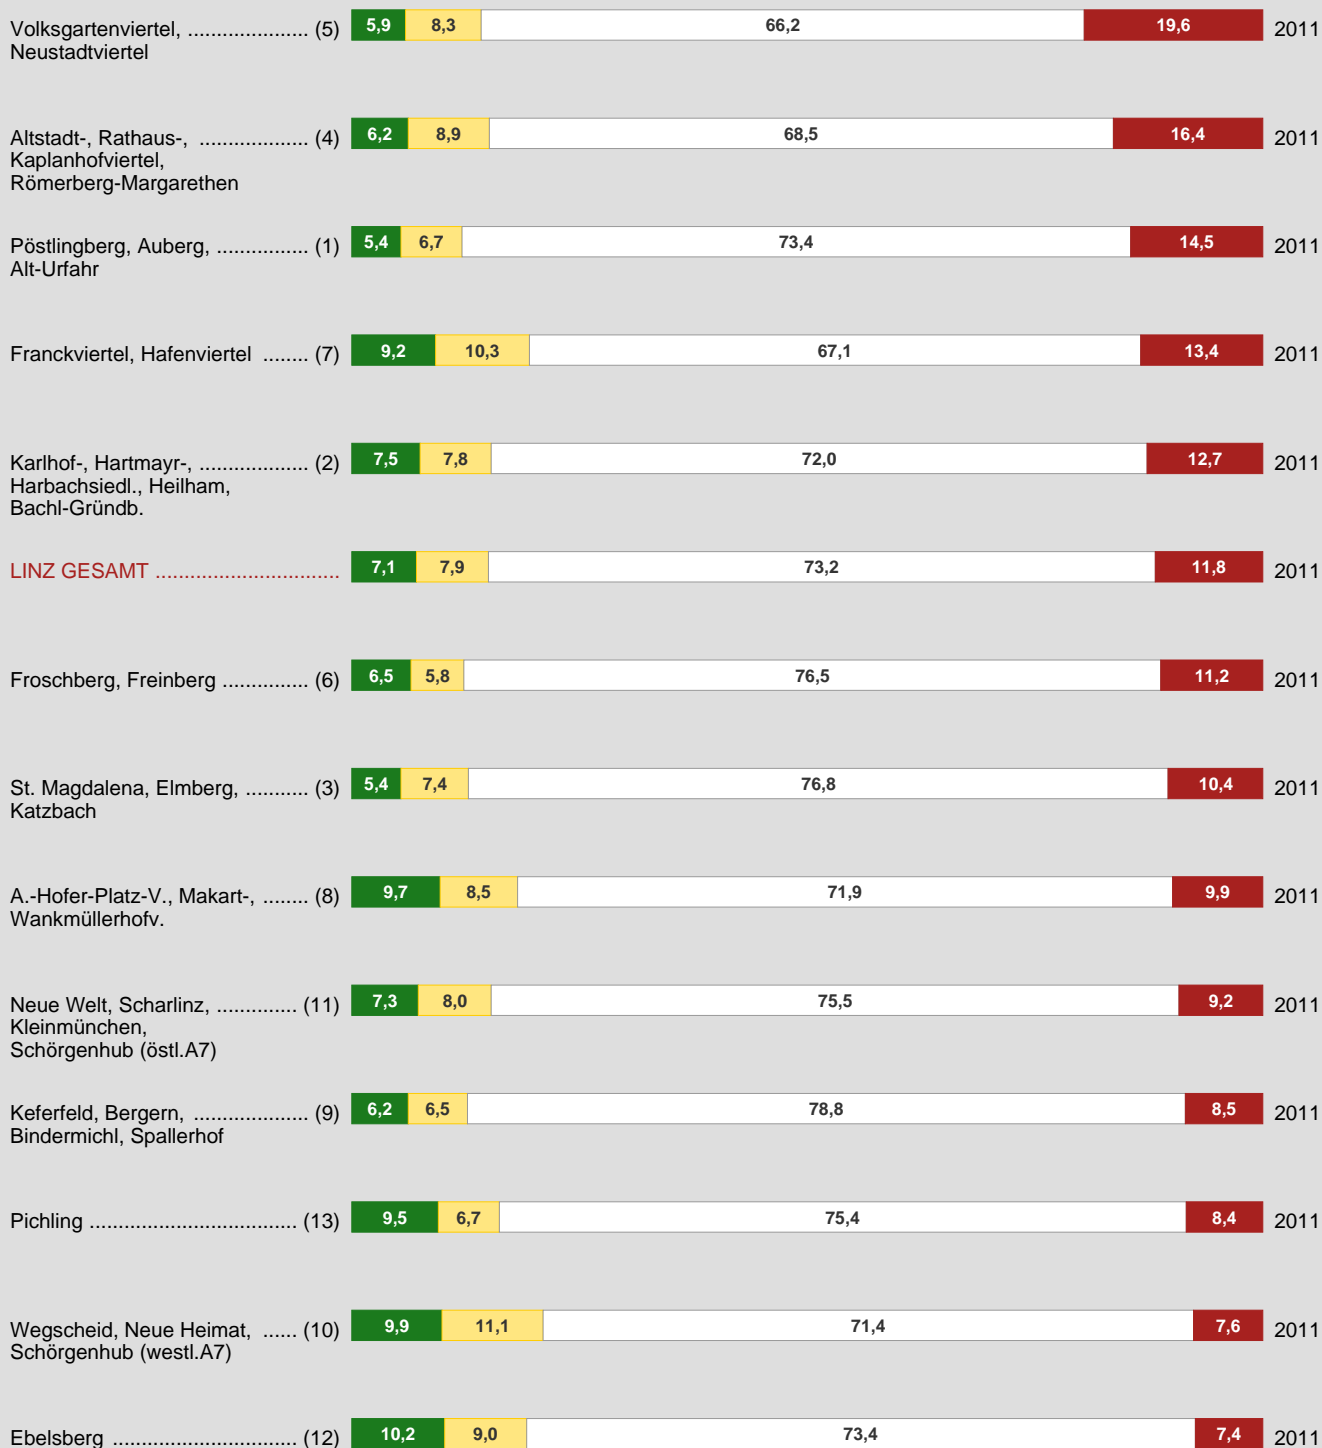 Volksgartenviertel, ..................... (5) 5,9 8,3 66,2 19,6 2011
Neustadtviertel
Altstadt-, Rathaus-, ................... (4) 6,2 8,9 68,5 16,4 2011
Kaplanhofviertel,
Römerberg-Margarethen
Pöstlingberg, Auberg, ................ (1) 5,4 6,7 73,4 14,5 2011
Alt-Urfahr
Franckviertel, Hafenviertel ........ (7) 9,2 10,3 67,1 13,4 2011
Karlhof-, Hartmayr-, ................... (2) 7,5 7,8 72,0 12,7 2011
Harbachsiedl., Heilham,
Bachl-Gründb.
LINZ GESAMT ................................ 7,1 7,9 73,2 11,8 2011
Froschberg, Freinberg ............... (6) 6,5 5,8 76,5 11,2 2011
St. Magdalena, Elmberg, ........... (3) 5,4 7,4 76,8 10,4 2011
Katzbach
A.-Hofer-Platz-V., Makart-, ........ (8) 9,7 8,5 71,9 9,9 2011
Wankmüllerhofv.
Neue Welt, Scharlinz, .............. (11) 7,3 8,0 75,5 9,2 2011
Kleinmünchen,
Schörgenhub (östl.A7)
Keferfeld, Bergern, .................... (9) 6,2 6,5 78,8 8,5 2011
Bindermichl, Spallerhof
Pichling .................................... (13) 9,5 6,7 75,4 8,4 2011
Wegscheid, Neue Heimat, ...... (10) 9,9 11,1 71,4 7,6 2011
Schörgenhub (westl.A7)
Ebelsberg ................................ (12) 10,2 9,0 73,4 7,4 2011